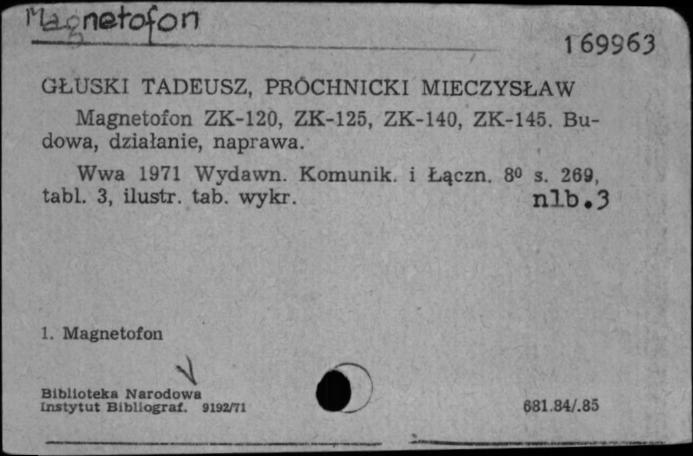 Magnetofon
169963
GŁUSKI TADEUSZ, PRÓCHNICKI MIECZYSŁAW
Magnetofon ZK-120, ZK-125, ZK-140, ZK-145. Bu-
dowa, działanie, naprawa.
Wwa 1971 Wydawn. Komunik. i Łączn. 8º s. 269,
tabl. 3, ilustr. tab. wykr.
nlb.3
1. Magnetofon
Biblioteka Narodowa
Instytut Bibliograf. 9192/71
681.84/.85